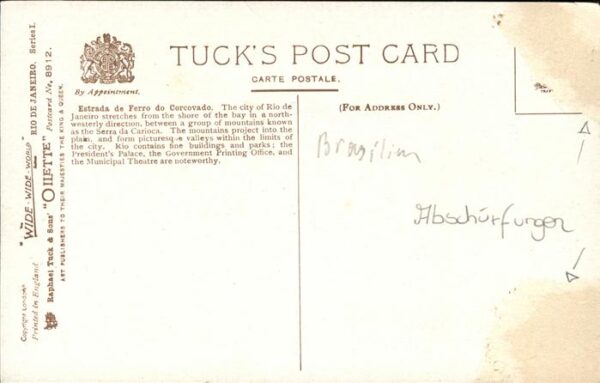 TUCK'S POST CARD
CARTE POSTALE.
By Appointment.
(FOR ADDRESS ONLY.)
Estrada de Ferro do Corcovado. The city of Rio de
Janeiro stretches from the shore of the bay in a north-
westerly direction, between a group of mountains known
as the Serra da Carioca. The mountains project into the
plain, and form picturesque valleys within the limits of
the city. Rio contains fine buildings and parks; the
President's Palace, the Government Printing Office, and
the Municipal Theatre are noteworthy.
Brasilien
Abschürfungen
"WIDE-WIDE-WORLD" RIO DE JANEIRO. Series I.
Raphael Tuck & Sons' "OILETTE" Postcard No. 8912.
ART PUBLISHERS TO THEIR MAJESTIES THE KING & QUEEN.
Copyright London
Printed in England